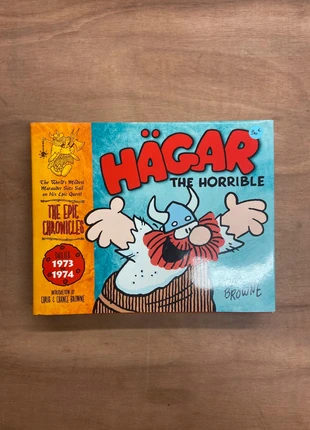 The World's Mildest
Marauder Sets Sail
on His Epic Quest!
THE EPIC
CHRONICLES
DAILIES
1973
1974
INTRODUCTION BY
CHRIS & CHANCE BROWNE
HÄGAR
THE HORRIBLE
BROWNE